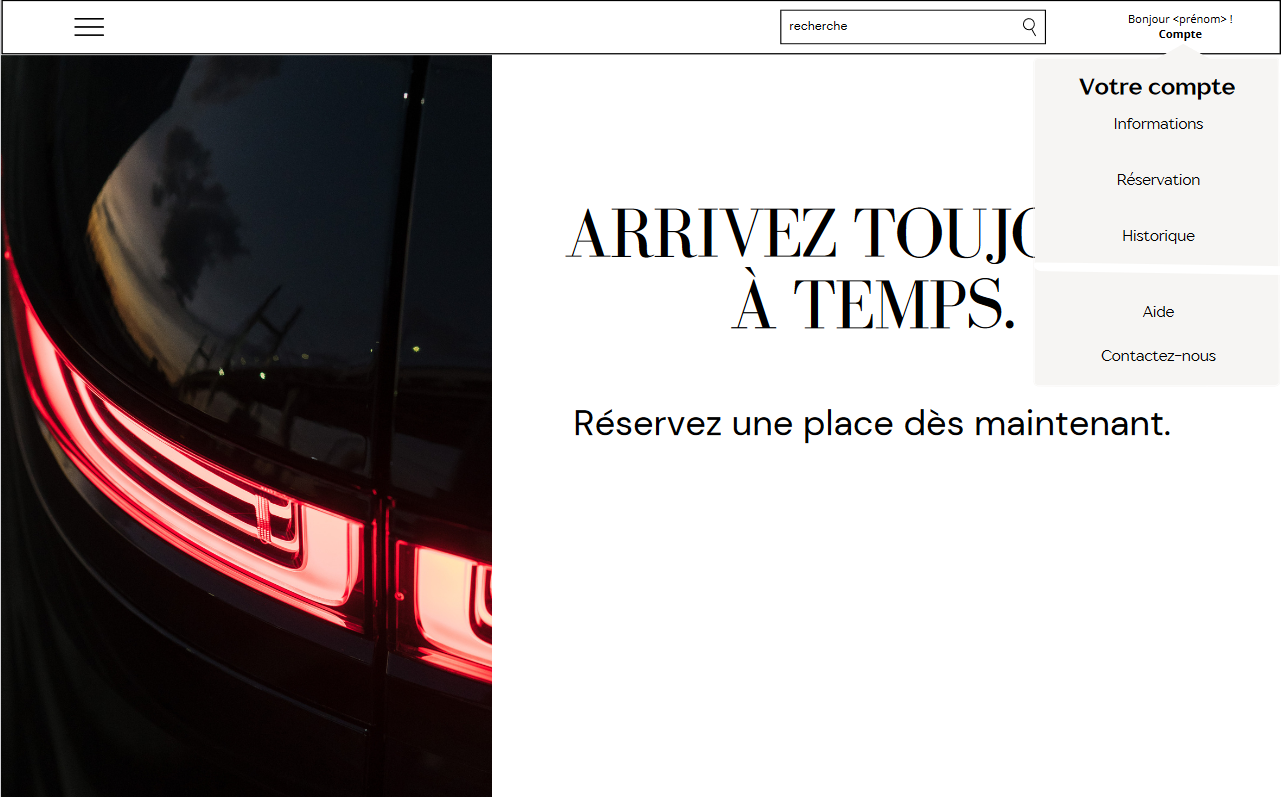 recherche
Bonjour <prénom> !
Compte
Votre compte
Informations
Réservation
Historique
Aide
Contactez-nous
ARRIVEZ TOUJO
À TEMPS.
Réservez une place dès maintenant.